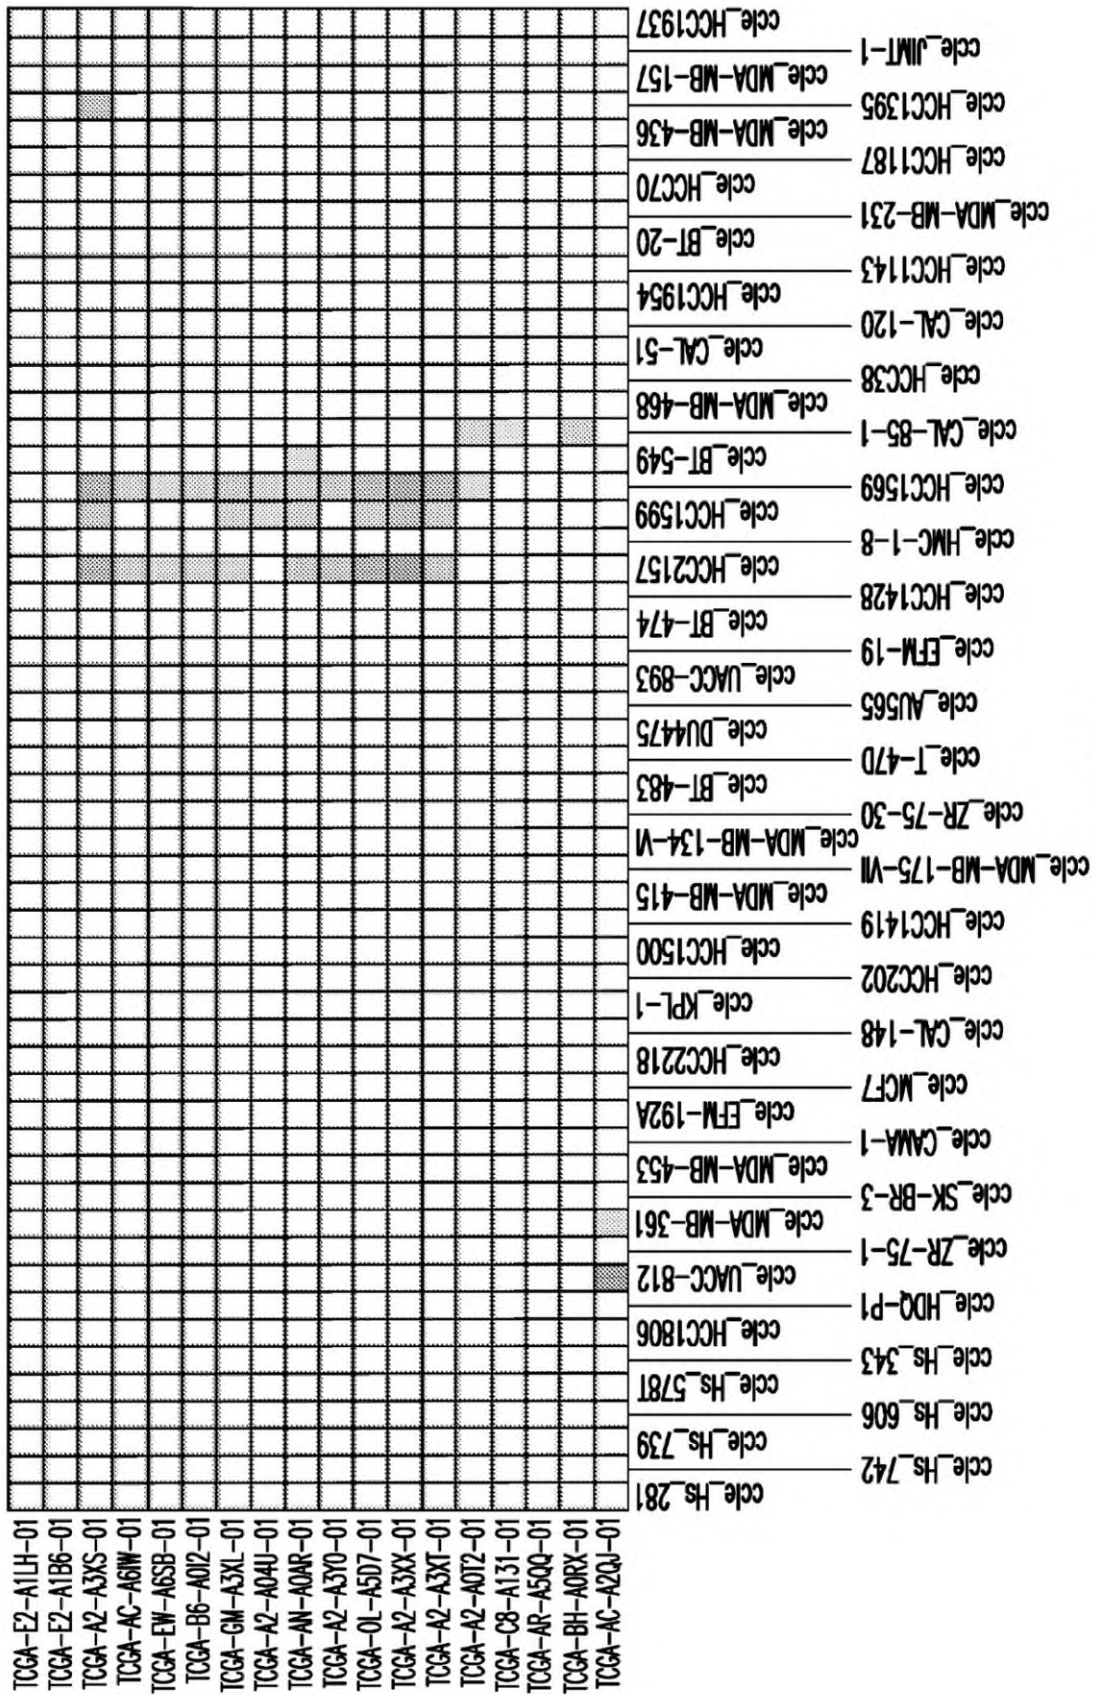 ccle_HCC1937
ccle_JIMT-1
ccle_MDA-MB-157
ccle_HCC1395
ccle_MDA-MB-436
ccle_HCC1187
ccle_HCC70
ccle_MDA-MB-231
ccle_BT-20
ccle_HCC1143
ccle_HCC1954
ccle_CAL-120
ccle_CAL-51
ccle_HCC38
ccle_MDA-MB-468
ccle_CAL-85-1
ccle_BT-549
ccle_HCC1569
ccle_HCC1599
ccle_HMC-1-8
ccle_HCC2157
ccle_HCC1428
ccle_BT-474
ccle_EFM-19
ccle_UACC-893
ccle_AU565
ccle_DU4475
ccle_T-47D
ccle_BT-483
ccle_ZR-75-30
ccle_MDA-MB-134-VI
ccle_MDA-MB-175-VII
ccle_MDA-MB-415
ccle_HCC1419
ccle_HCC1500
ccle_HCC202
ccle_KPL-1
ccle_CAL-148
ccle_HCC2218
ccle_MCF7
ccle_EFM-192A
ccle_CAMA-1
ccle_MDA-MB-453
ccle_SK-BR-3
ccle_MDA-MB-361
ccle_ZR-75-1
ccle_UACC-812
ccle_HDQ-P1
ccle_HCC1806
ccle_Hs_343
ccle_Hs_578T
ccle_Hs_606
ccle_Hs_739
ccle_Hs_742
ccle_Hs_281
TCGA-E2-A1LH-01
TCGA-E2-A1B6-01
TCGA-A2-A3XS-01
TCGA-AC-A6IW-01
TCGA-EW-A6SB-01
TCGA-B6-A0I2-01
TCGA-GM-A3XL-01
TCGA-A2-A04U-01
TCGA-AN-A0AR-01
TCGA-A2-A3Y0-01
TCGA-OL-A5D7-01
TCGA-A2-A3XX-01
TCGA-A2-A3XT-01
TCGA-A2-A0T2-01
TCGA-C8-A131-01
TCGA-AR-A5QQ-01
TCGA-BH-A0RX-01
TCGA-AC-A2QJ-01